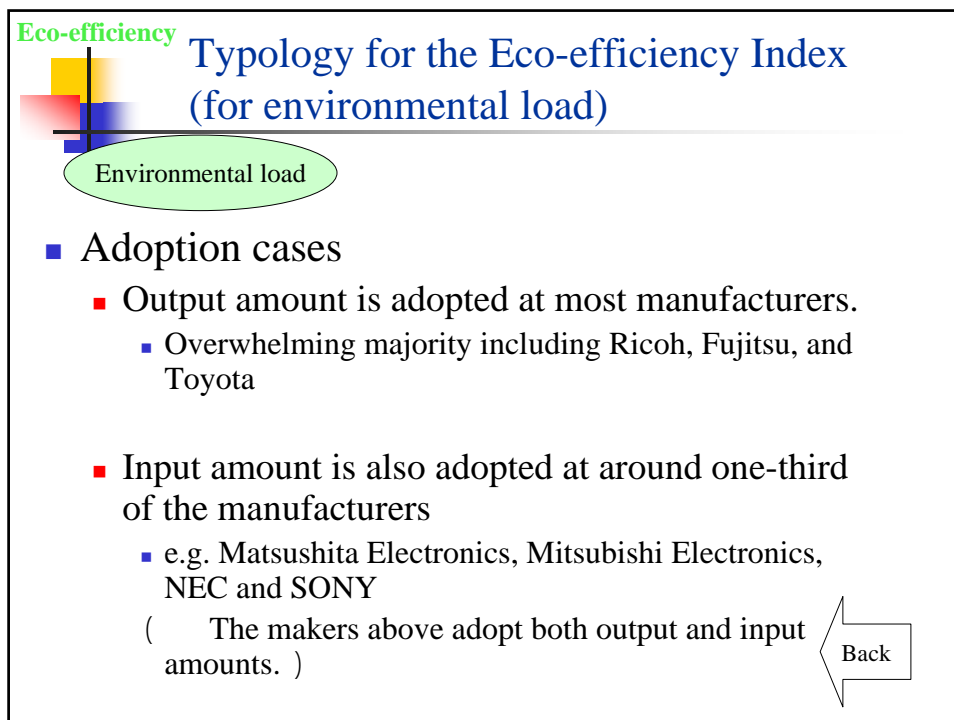 Eco-efficiency
Typology for the Eco-efficiency Index
(for environmental load)
Environmental load
Adoption cases
Output amount is adopted at most manufacturers.
Overwhelming majority including Ricoh, Fujitsu, and
Toyota
Input amount is also adopted at around one-third
of the manufacturers
e.g. Matsushita Electronics, Mitsubishi Electronics,
NEC and SONY
( The makers above adopt both output and input
amounts. )
Back